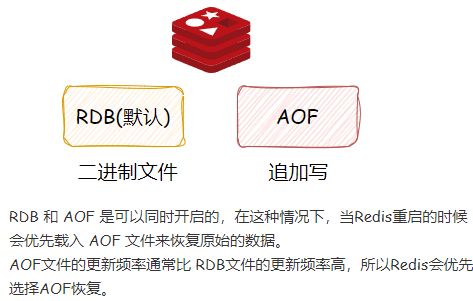 RDB(默认)
AOF
二进制文件
追加写
RDB 和 AOF 是可以同时开启的，在这种情况下，当Redis重启的时候
会优先载入 AOF 文件来恢复原始的数据。
AOF文件的更新频率通常比 RDB文件的更新频率高，所以Redis会优先
选择AOF恢复。